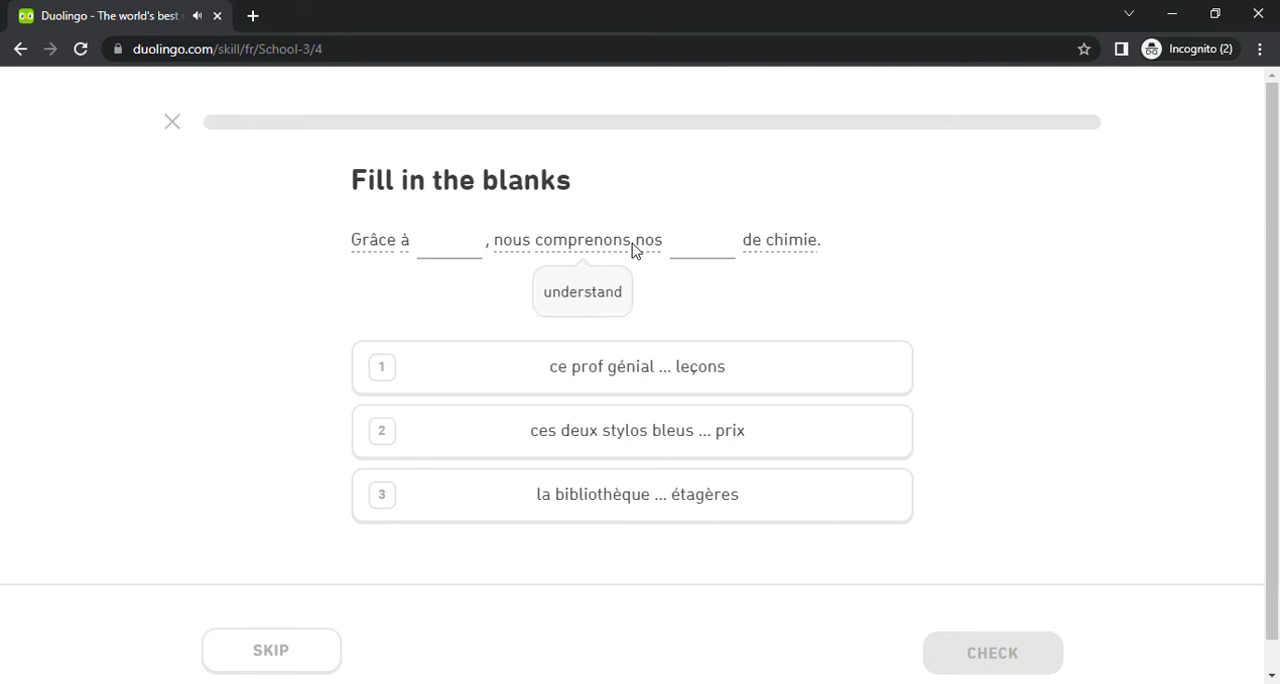 Duolingo - The world's best
duolingo.com/skill/fr/School-3/4
Incognito (2)
Fill in the blanks
Grâce à ______ , nous comprenons nos ______ de chimie.
understand
1 ce prof génial ... leçons
2 ces deux stylos bleus ... prix
3 la bibliothèque ... étagères
SKIP
CHECK